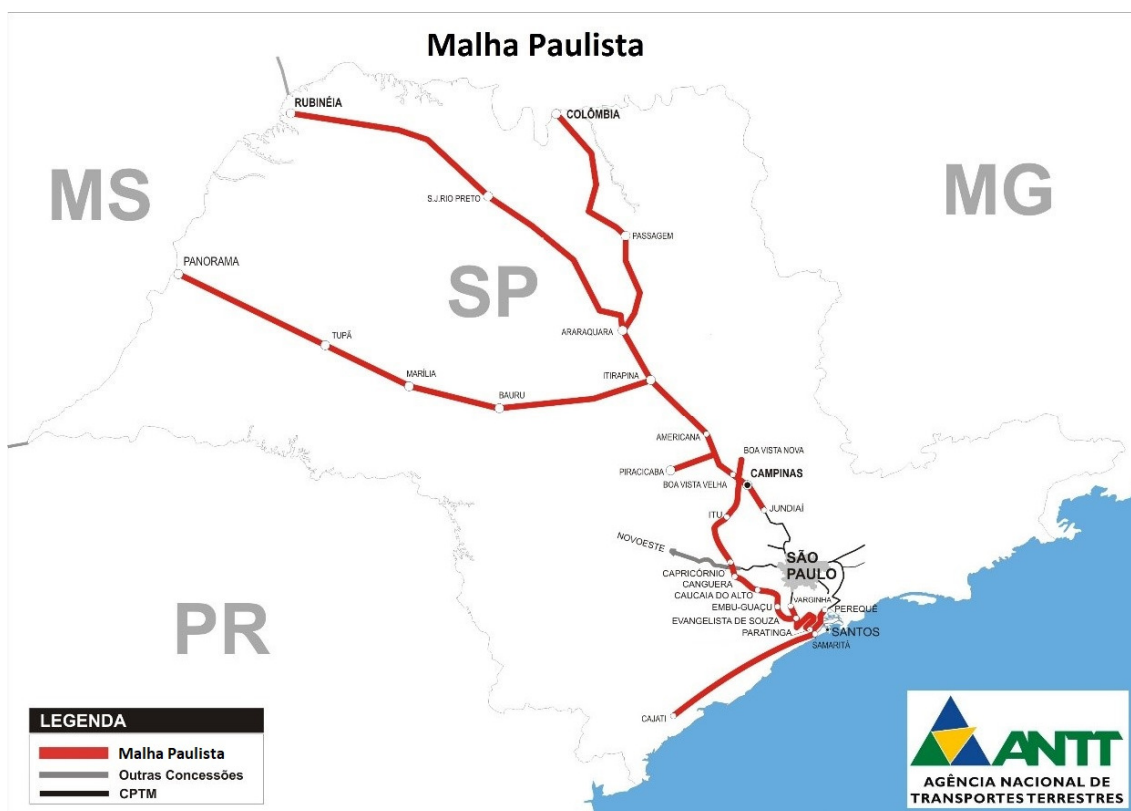 Malha Paulista
RUBINÉIA
COLÔMBIA
MS
MG
S.J.RIO PRETO
PASSAGEM
PANORAMA
SP
ARARAQUARA
TUPÃ
MARÍLIA
ITIRAPINA
BAURU
AMERICANA
BOA VISTA NOVA
PIRACICABA
CAMPINAS
BOA VISTA VELHA
ITU
JUNDIAÍ
NOVOESTE
SÃO
PAULO
CAPRICÓRNIO
CANGUERA
CAUCAIA DO ALTO
VARGINHA
EMBU-GUAÇU
PEREQUÊ
EVANGELISTA DE SOUZA
PARATINGA
SANTOS
SAMARITÁ
PR
CAJATI
LEGENDA
Malha Paulista
Outras Concessões
CPTM
ANTT
AGÊNCIA NACIONAL DE
TRANSPORTES TERRESTRES